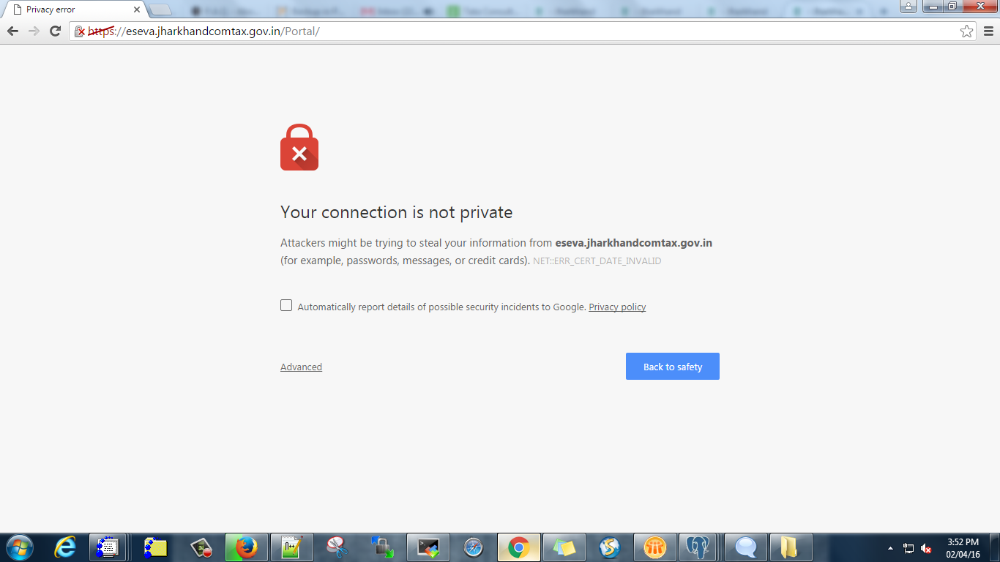 Privacy error
https://eseva.jharkhandcomtax.gov.in/Portal/
Your connection is not private
Attackers might be trying to steal your information from eseva.jharkhandcomtax.gov.in
(for example, passwords, messages, or credit cards). NET::ERR_CERT_DATE_INVALID
Automatically report details of possible security incidents to Google. Privacy policy
Advanced
Back to safety
3:52 PM
02/04/16